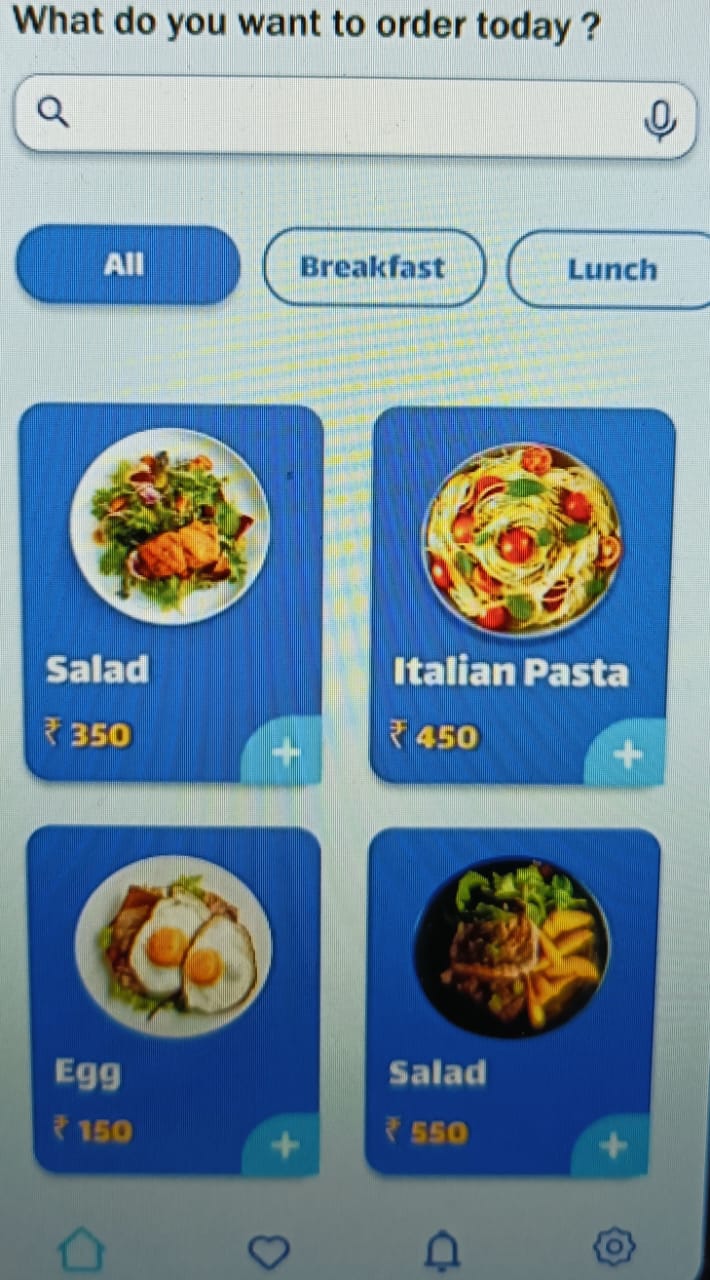 What do you want to order today ?
All Breakfast Lunch
Salad Italian Pasta
₹ 350 ₹ 450
Egg Salad
₹ 150 ₹ 550